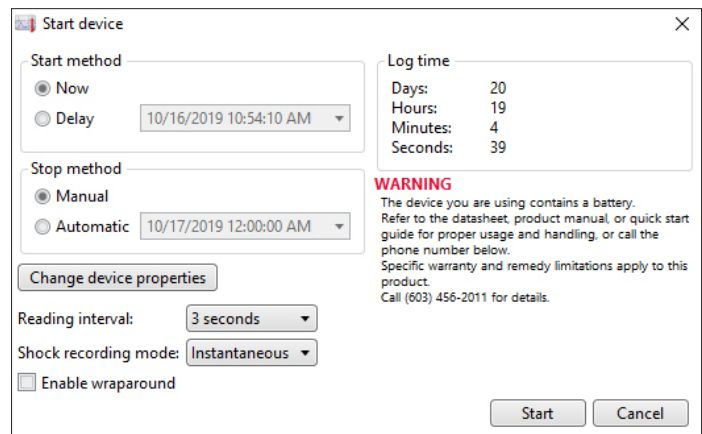 Start device
Start method
Now
Delay 10/16/2019 10:54:10 AM
Stop method
Manual
Automatic 10/17/2019 12:00:00 AM
Change device properties
Reading interval: 3 seconds
Shock recording mode: Instantaneous
Enable wraparound
Log time
Days: 20
Hours: 19
Minutes: 4
Seconds: 39
WARNING
The device you are using contains a battery.
Refer to the datasheet, product manual, or quick start
guide for proper usage and handling, or call the
phone number below.
Specific warranty and remedy limitations apply to this
product.
Call (603) 456-2011 for details.
Start Cancel